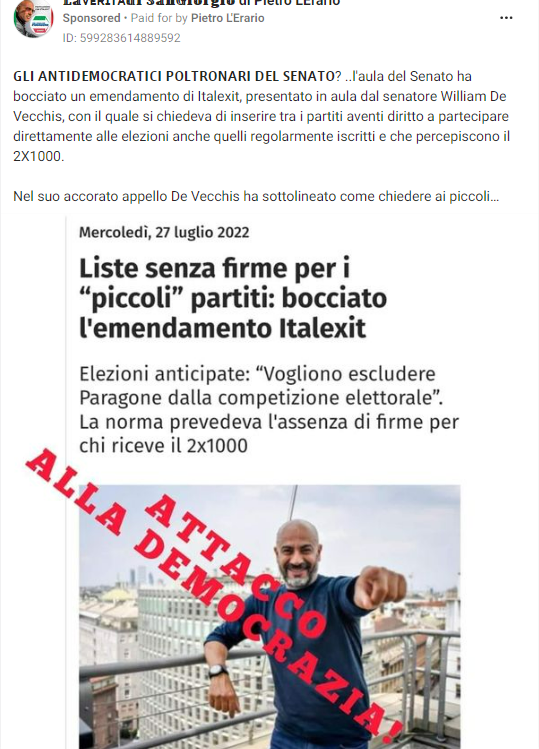 LaVERITÀdi SanGiorgio di Pietro L'Erario
Sponsored • Paid for by Pietro L'Erario
ID: 599283614889592
GLI ANTIDEMOCRATICI POLTRONARI DEL SENATO? ..l'aula del Senato ha
bocciato un emendamento di Italexit, presentato in aula dal senatore William De
Vecchis, con il quale si chiedeva di inserire tra i partiti aventi diritto a partecipare
direttamente alle elezioni anche quelli regolarmente iscritti e che percepiscono il
2X1000.
Nel suo accorato appello De Vecchis ha sottolineato come chiedere ai piccoli...
Mercoledì, 27 luglio 2022
Liste senza firme per i
“piccoli” partiti: bocciato
l'emendamento Italexit
Elezioni anticipate: “Vogliono escludere
Paragone dalla competizione elettorale”.
La norma prevedeva l'assenza di firme per
chi riceve il 2x1000
ATTACCO
ALLA DEMOCRAZIA!